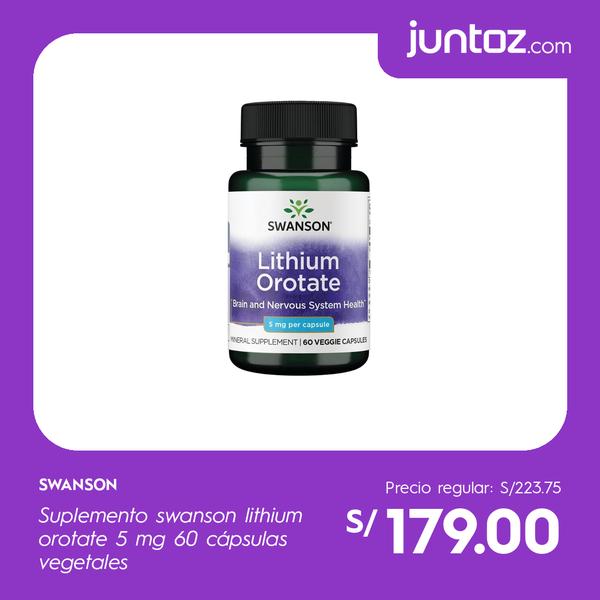 juntoz.com
SWANSON
Lithium
Orotate
Brain and Nervous System Health*
5 mg per capsule
MINERAL SUPPLEMENT | 60 VEGGIE CAPSULES
SWANSON
Suplemento swanson lithium
orotate 5 mg 60 cápsulas
vegetales
Precio regular: S/223.75
S/ 179.00